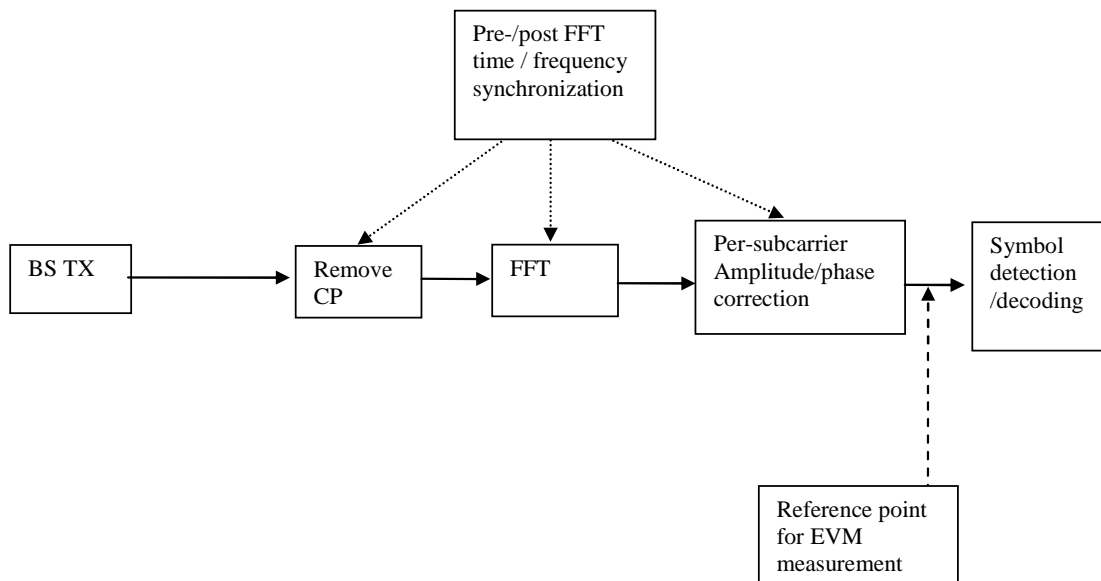 Pre-/post FFT
time / frequency
synchronization
BS TX
Remove
CP
FFT
Per-subcarrier
Amplitude/phase
correction
Symbol
detection
/decoding
Reference point
for EVM
measurement